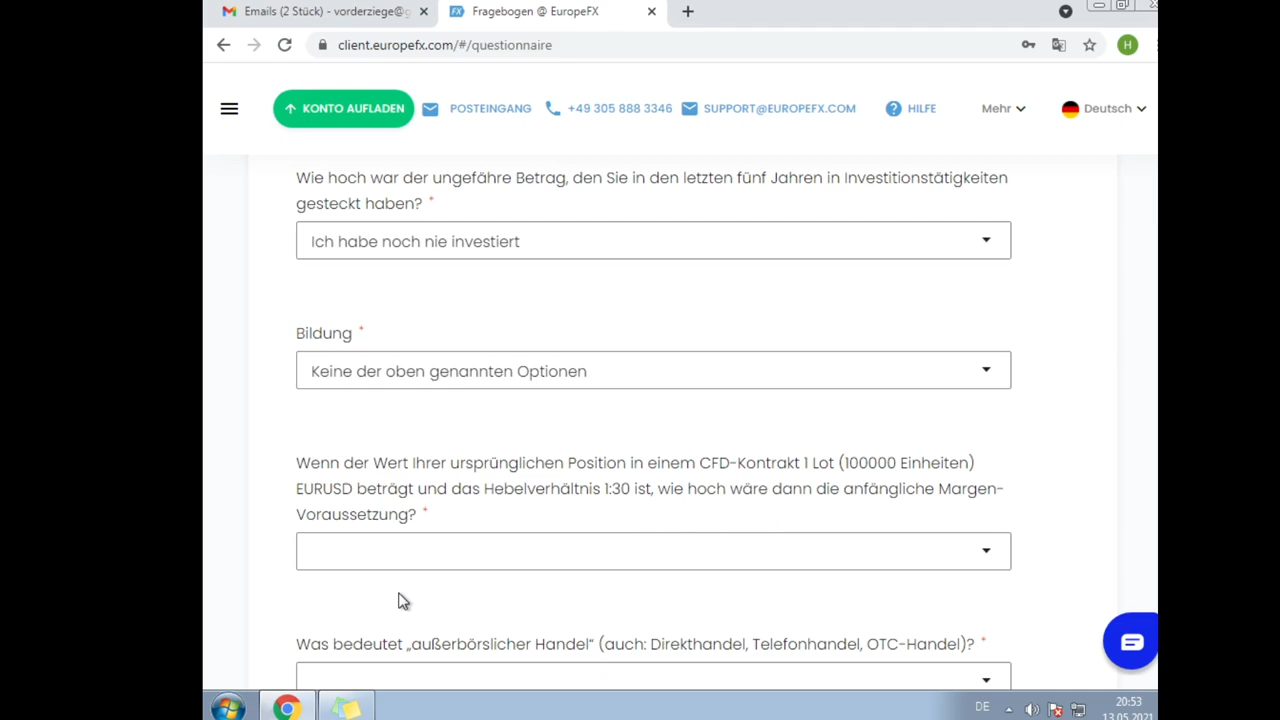 Emails (2 Stück) - vorderziege@g
Fragebogen @ EuropeFX
client.europefx.com/#/questionnaire
H
KONTO AUFLADEN
POSTEINGANG
+49 305 888 3346
SUPPORT@EUROPEFX.COM
HILFE
Mehr
Deutsch
Wie hoch war der ungefähre Betrag, den Sie in den letzten fünf Jahren in Investitionstätigkeiten
gesteckt haben? *
Ich habe noch nie investiert
Bildung *
Keine der oben genannten Optionen
Wenn der Wert Ihrer ursprünglichen Position in einem CFD-Kontrakt 1 Lot (100000 Einheiten)
EURUSD beträgt und das Hebelverhältnis 1:30 ist, wie hoch wäre dann die anfängliche Margen-
Voraussetzung? *
Was bedeutet „außerbörslicher Handel“ (auch: Direkthandel, Telefonhandel, OTC-Handel)? *
DE
20:53
13.05.2021